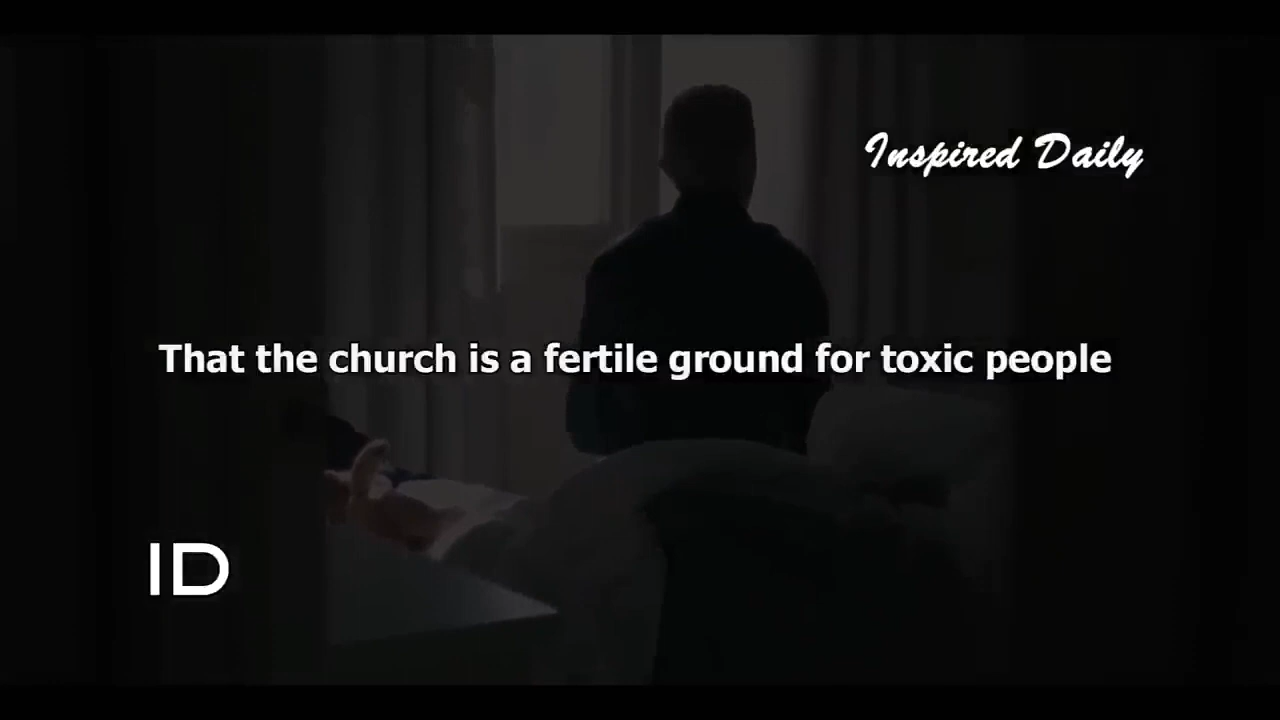 Inspired Daily
That the church is a fertile ground for toxic people
ID